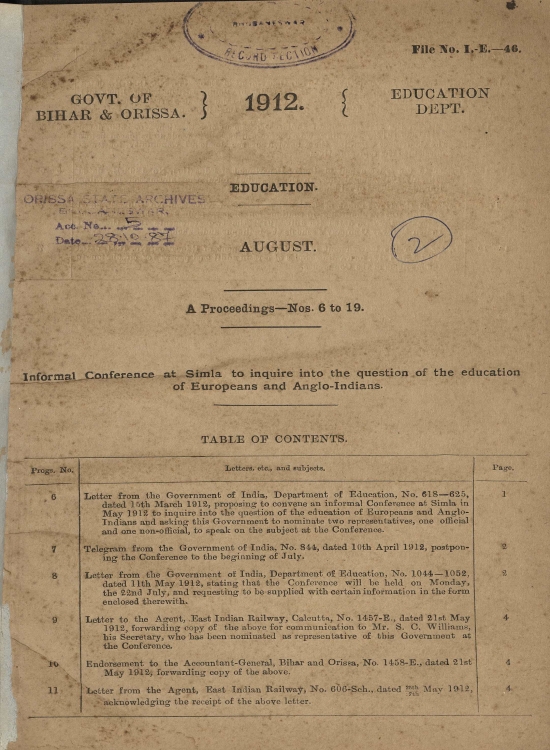 BHUBANESWAR
RECORD SECTION
File No. I.-E.—46.
GOVT. OF
BIHAR & ORISSA.
1912.
EDUCATION
DEPT.
EDUCATION.
ORISSA STATE ARCHIVES
Acc. No. 5
Date
AUGUST.
2
A Proceedings—Nos. 6 to 19.
Informal Conference at Simla to inquire into the question of the education
of Europeans and Anglo-Indians.
TABLE OF CONTENTS.
Progs. No. Letters, etc., and subjects. Page.
6 Letter from the Government of India, Department of Education, No. 618—625, 1
dated 15th March 1912, proposing to convene an informal Conference at Simla in
May 1912 to inquire into the question of the education of Europeans and Anglo-
Indians and asking this Government to nominate two representatives, one official
and one non-official, to speak on the subject at the Conference.
7 Telegram from the Government of India, No. 844, dated 10th April 1912, postpon- 2
ing the Conference to the beginning of July.
8 Letter from the Government of India, Department of Education, No. 1044—1052, 2
dated 11th May 1912, stating that the Conference will be held on Monday,
the 22nd July, and requesting to be supplied with certain information in the form
enclosed therewith.
9 Letter to the Agent, East Indian Railway, Calcutta, No. 1457-E., dated 21st May 4
1912, forwarding copy of the above for communication to Mr. S. C. Williams,
his Secretary, who has been nominated as representative of this Government at
the Conference.
10 Endorsement to the Accountant-General, Bihar and Orissa, No. 1458-E., dated 21st 4
May 1912, forwarding copy of the above.
11 Letter from the Agent, East Indian Railway, No. 606-Sch., dated May 1912, 4
acknowledging the receipt of the above letter.